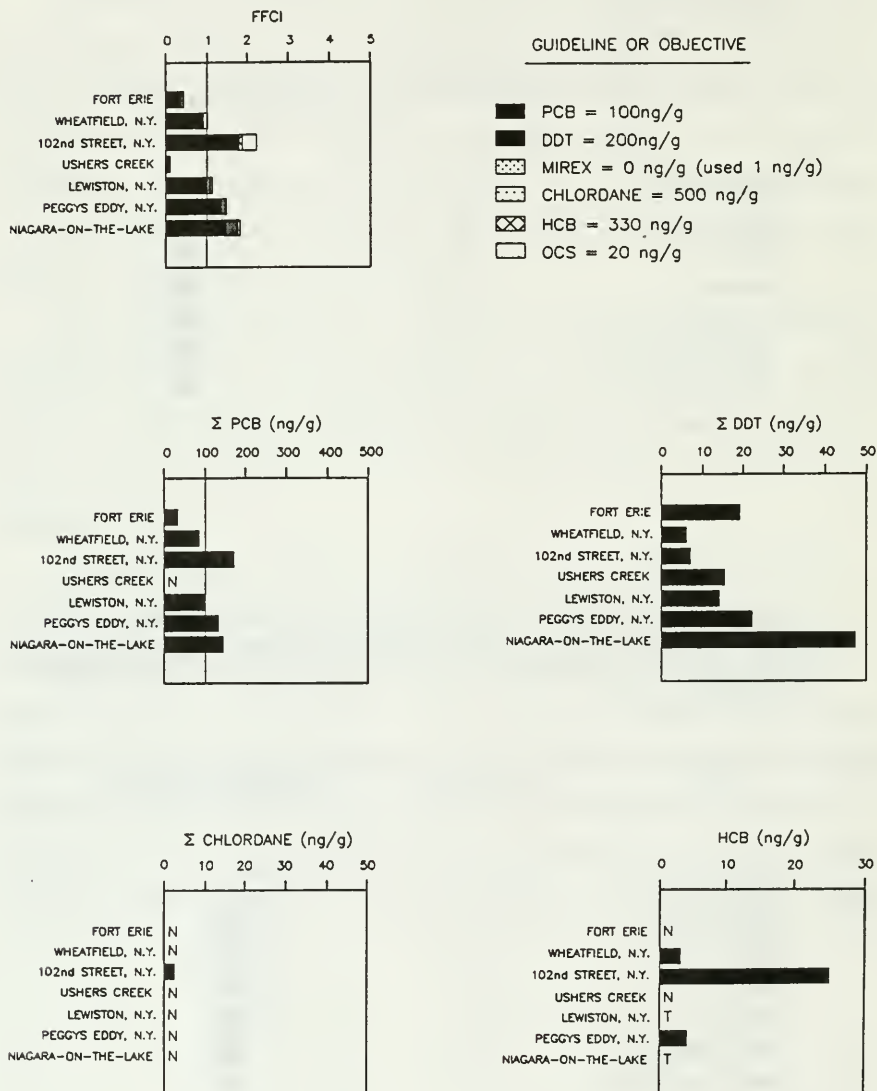 FFCI
0 1 2 3 4 5
FORT ERIE
WHEATFIELD, N.Y.
102nd STREET, N.Y.
USHERS CREEK
LEWISTON, N.Y.
PEGGYS EDDY, N.Y.
NIAGARA-ON-THE-LAKE
GUIDELINE OR OBJECTIVE
PCB = 100ng/g
DDT = 200ng/g
MIREX = 0 ng/g (used 1 ng/g)
CHLORDANE = 500 ng/g
HCB = 330 ng/g
OCS = 20 ng/g
Σ PCB (ng/g)
0 100 200 300 400 500
FORT ERIE
WHEATFIELD, N.Y.
102nd STREET, N.Y.
USHERS CREEK N
LEWISTON, N.Y.
PEGGYS EDDY, N.Y.
NIAGARA-ON-THE-LAKE
Σ DDT (ng/g)
0 10 20 30 40 50
FORT ERIE
WHEATFIELD, N.Y.
102nd STREET, N.Y.
USHERS CREEK
LEWISTON, N.Y.
PEGGYS EDDY, N.Y.
NIAGARA-ON-THE-LAKE
Σ CHLORDANE (ng/g)
0 10 20 30 40 50
FORT ERIE N
WHEATFIELD, N.Y. N
102nd STREET, N.Y.
USHERS CREEK N
LEWISTON, N.Y. N
PEGGYS EDDY, N.Y. N
NIAGARA-ON-THE-LAKE N
HCB (ng/g)
0 10 20 30
FORT ERIE N
WHEATFIELD, N.Y.
102nd STREET, N.Y.
USHERS CREEK N
LEWISTON, N.Y. T
PEGGYS EDDY, N.Y.
NIAGARA-ON-THE-LAKE T